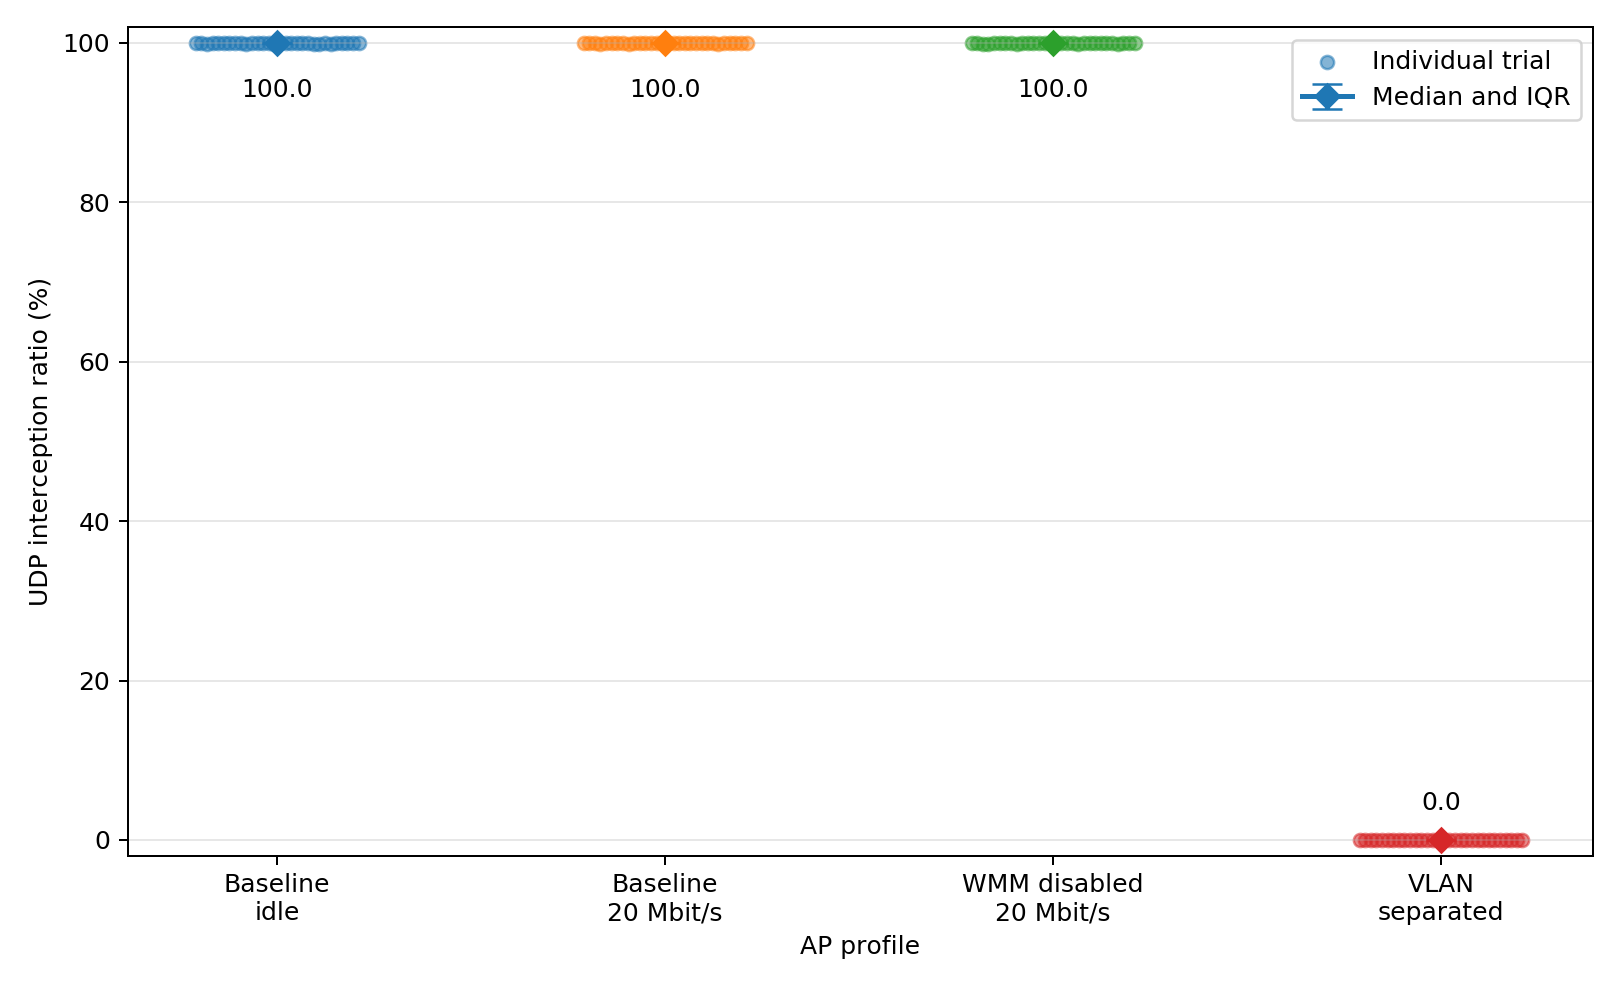 100
80
60
40
20
0
UDP interception ratio (%)
100.0
100.0
100.0
0.0
Individual trial
Median and IQR
Baseline
idle
Baseline
20 Mbit/s
WMM disabled
20 Mbit/s
VLAN
separated
AP profile